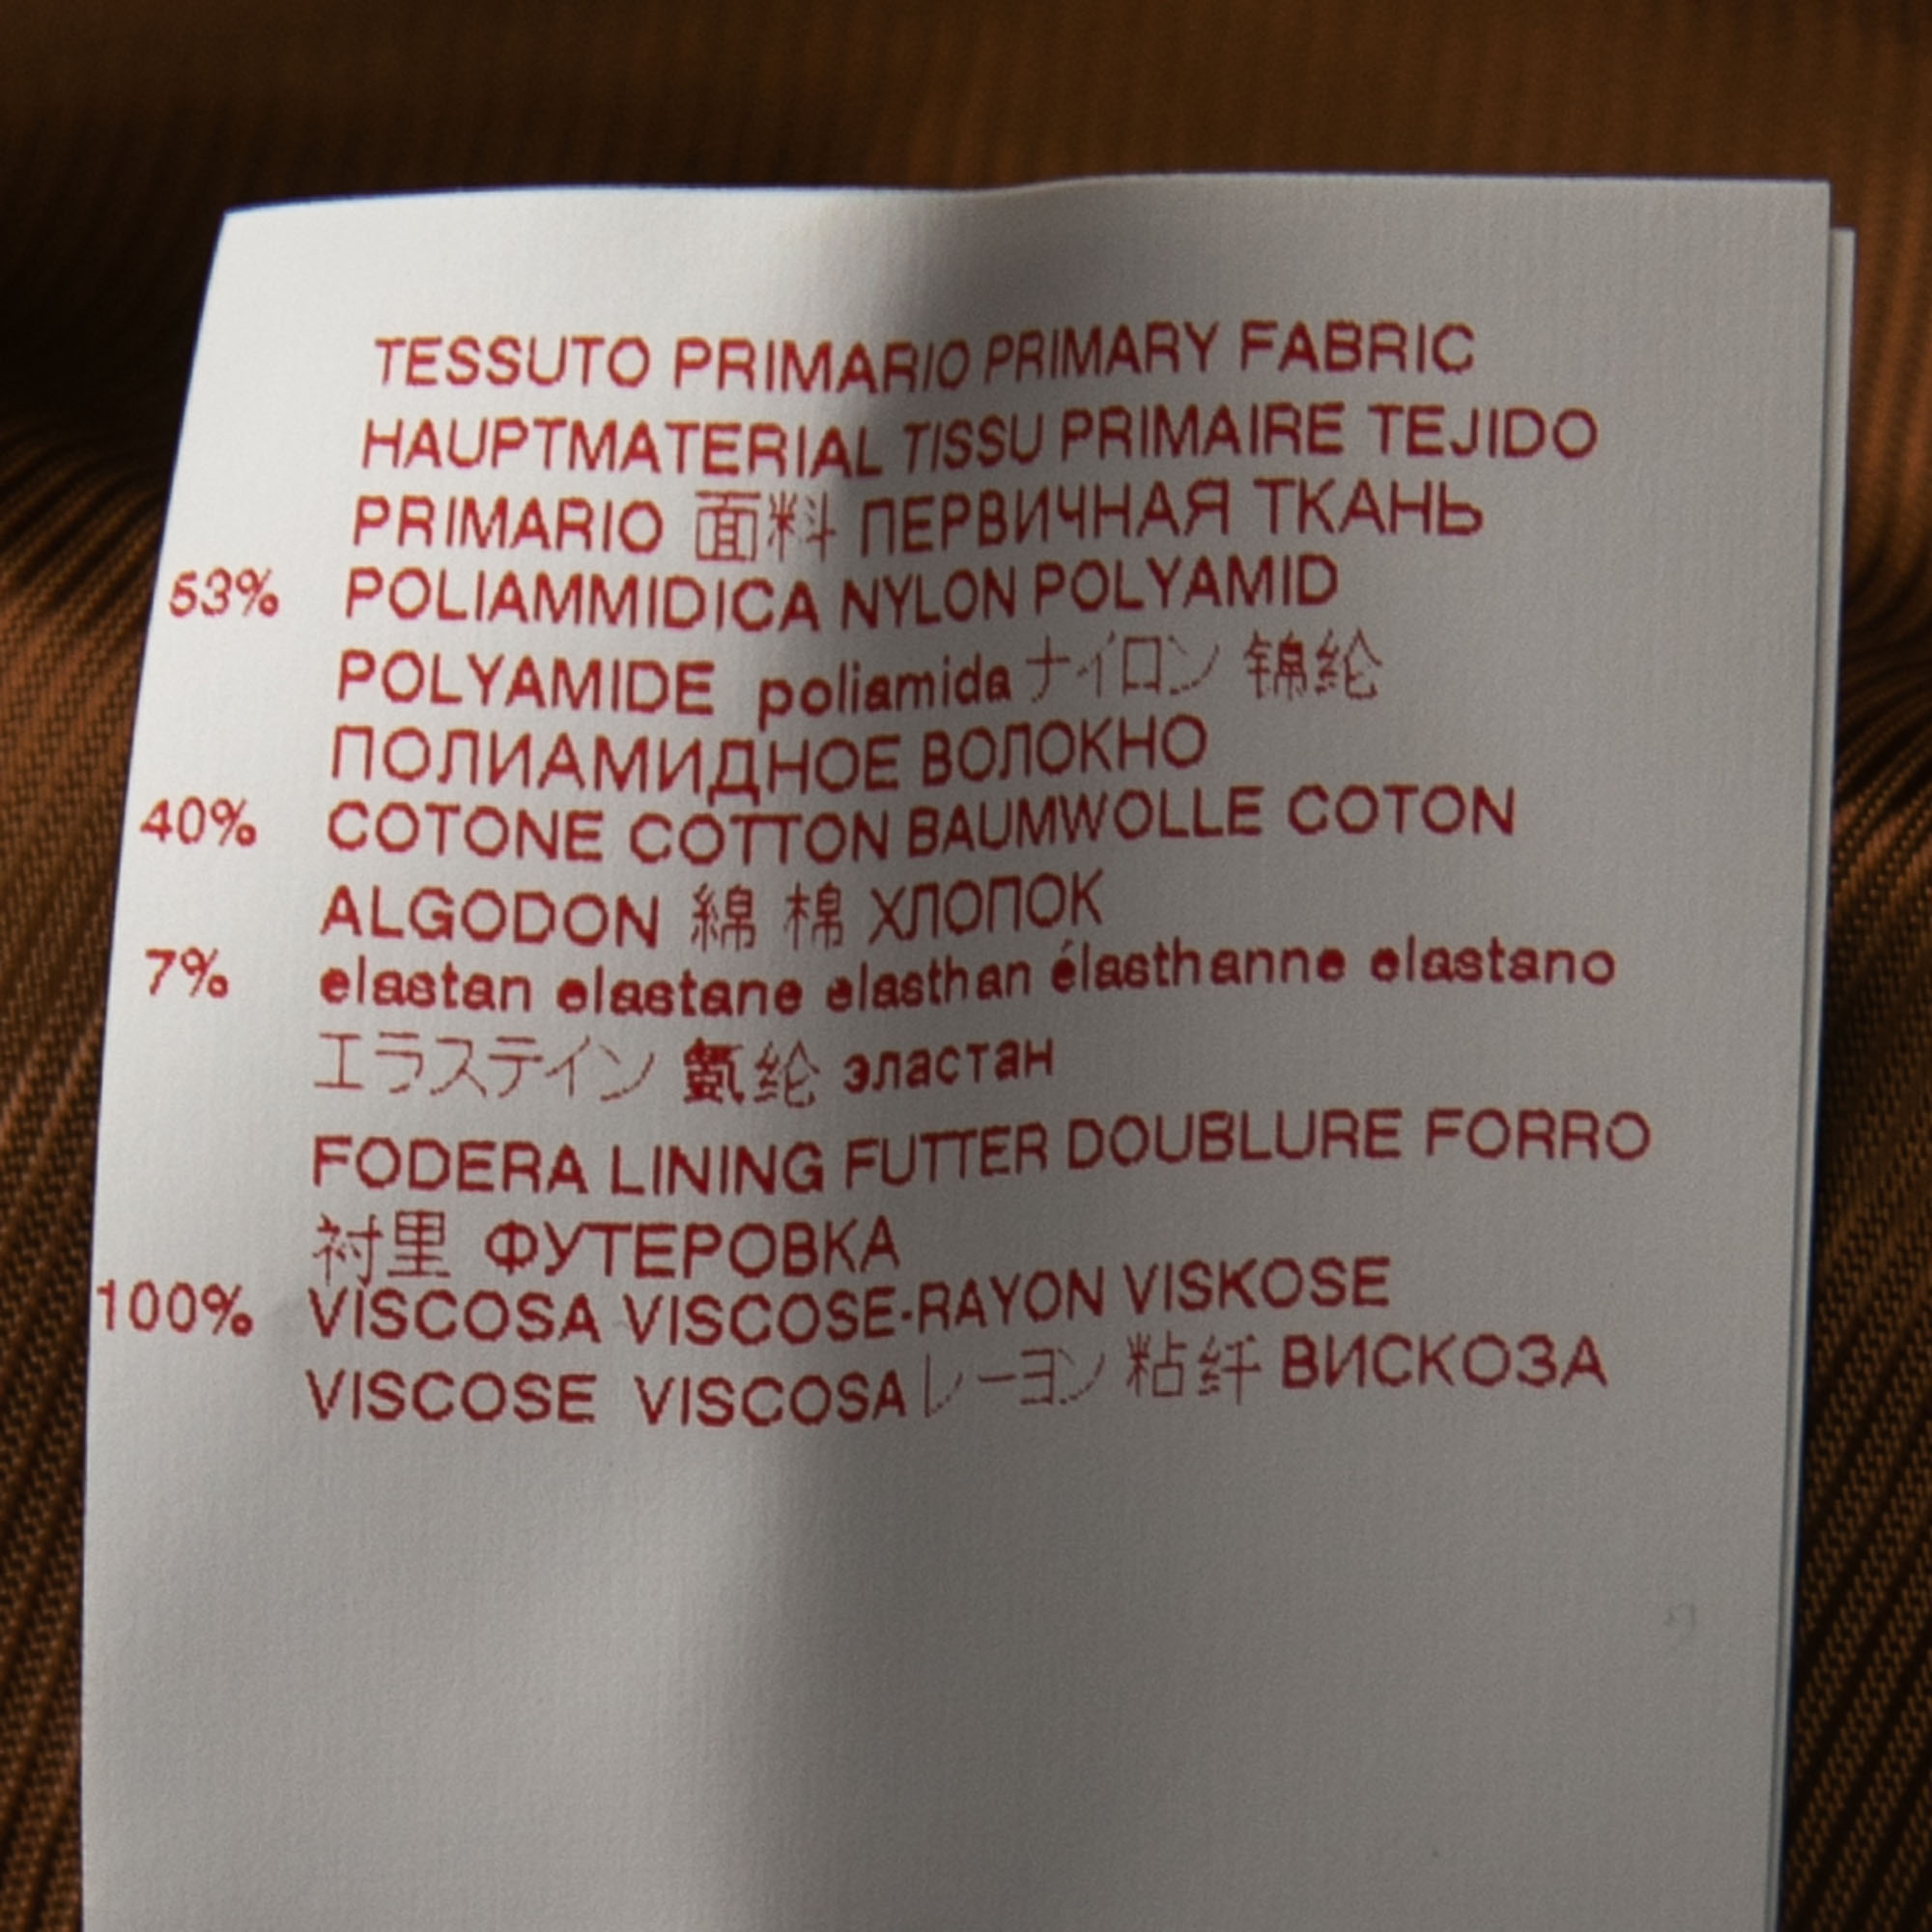 TESSUTO PRIMARIO PRIMARY FABRIC
HAUPTMATERIAL TISSU PRIMAIRE TEJIDO
PRIMARIO 面料 ПЕРВИЧНАЯ ТКАНЬ
53% POLIAMMIDICA NYLON POLYAMID
POLYAMIDE poliamida ナイロン 锦纶
ПОЛИАМИДНОЕ ВОЛОКНО
40% COTONE COTTON BAUMWOLLE COTON
ALGODON 綿 棉 ХЛОПОК
7% elastan elastane elasthan élasthanne elastano
エラステイン 氨纶 эластан
FODERA LINING FUTTER DOUBLURE FORRO
衬里 ФУТЕРОВКА
100% VISCOSA VISCOSE-RAYON VISKOSE
VISCOSE VISCOSA レーヨン 粘纤 ВИСКОЗА